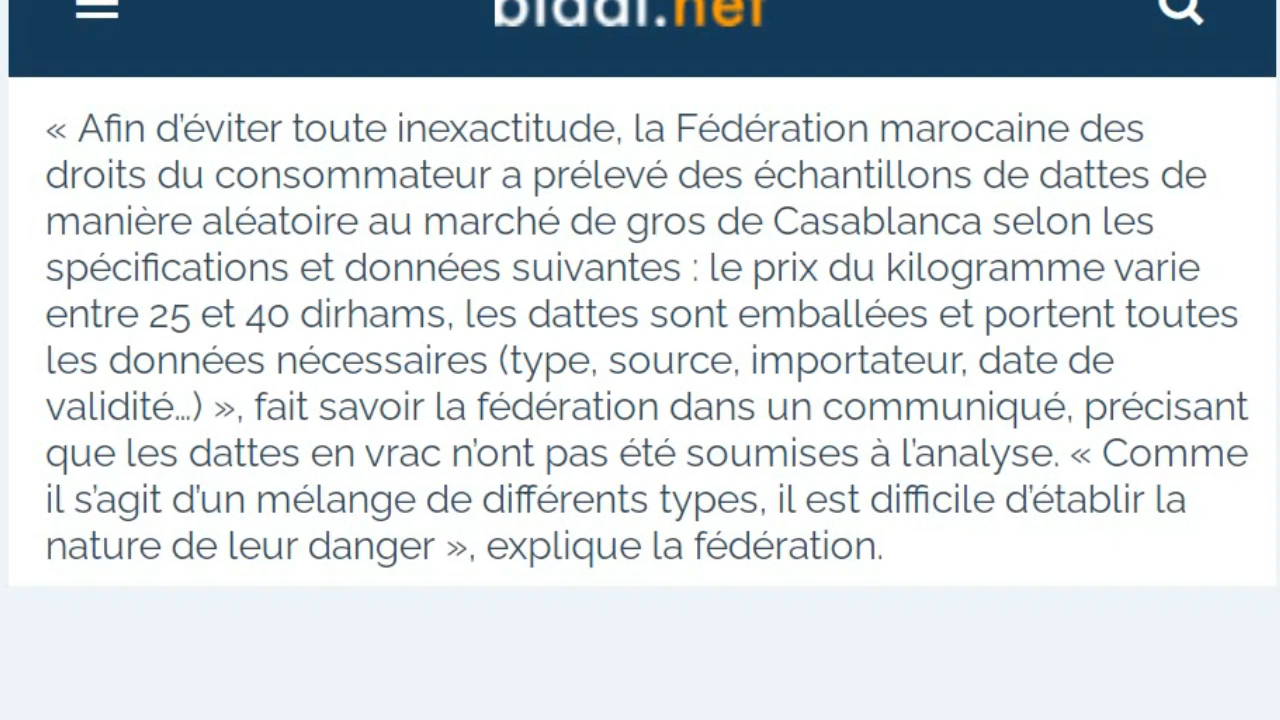 bladi.net
« Afin d’éviter toute inexactitude, la Fédération marocaine des
droits du consommateur a prélevé des échantillons de dattes de
manière aléatoire au marché de gros de Casablanca selon les
spécifications et données suivantes : le prix du kilogramme varie
entre 25 et 40 dirhams, les dattes sont emballées et portent toutes
les données nécessaires (type, source, importateur, date de
validité…) », fait savoir la fédération dans un communiqué, précisant
que les dattes en vrac n’ont pas été soumises à l’analyse. « Comme
il s’agit d’un mélange de différents types, il est difficile d’établir la
nature de leur danger », explique la fédération.